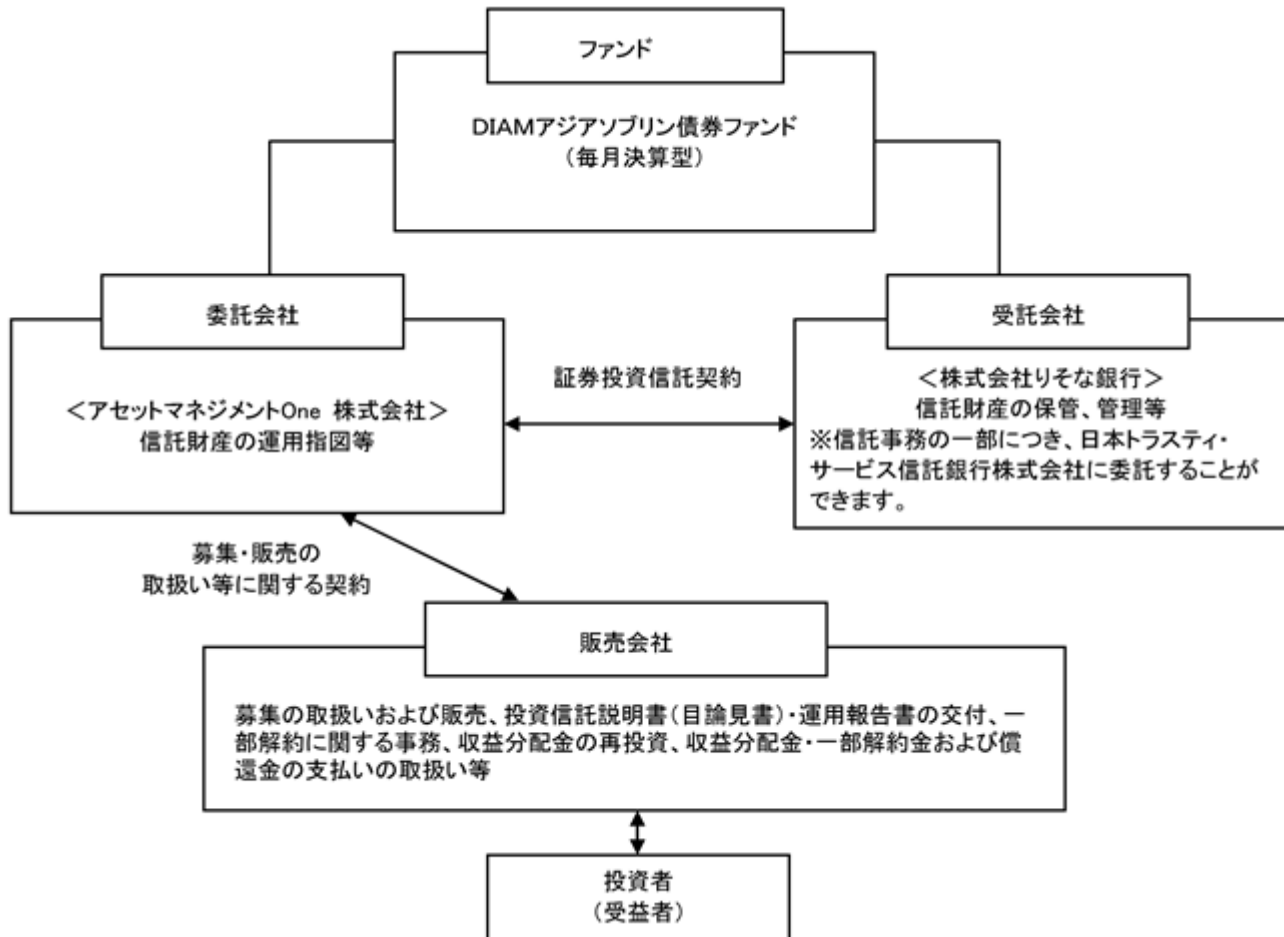 ファンド
DIAMアジアソブリン債券ファンド
（毎月決算型）
委託会社
＜アセットマネジメントOne 株式会社＞
信託財産の運用指図等
証券投資信託契約
受託会社
＜株式会社りそな銀行＞
信託財産の保管、管理等
※信託事務の一部につき、日本トラスティ・
サービス信託銀行株式会社に委託することが
できます。
募集・販売の
取扱い等に関する契約
販売会社
募集の取扱いおよび販売、投資信託説明書（目論見書）・運用報告書の交付、一
部解約に関する事務、収益分配金の再投資、収益分配金・一部解約金および償
還金の支払いの取扱い等
投資者
（受益者）